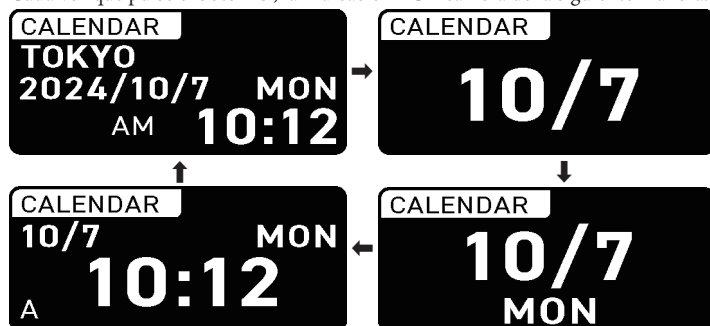 CALENDAR
TOKYO
2024/10/7 MON
AM 10:12
CALENDAR
10/7
CALENDAR
10/7
MON
CALENDAR
10/7 MON
10:12
A